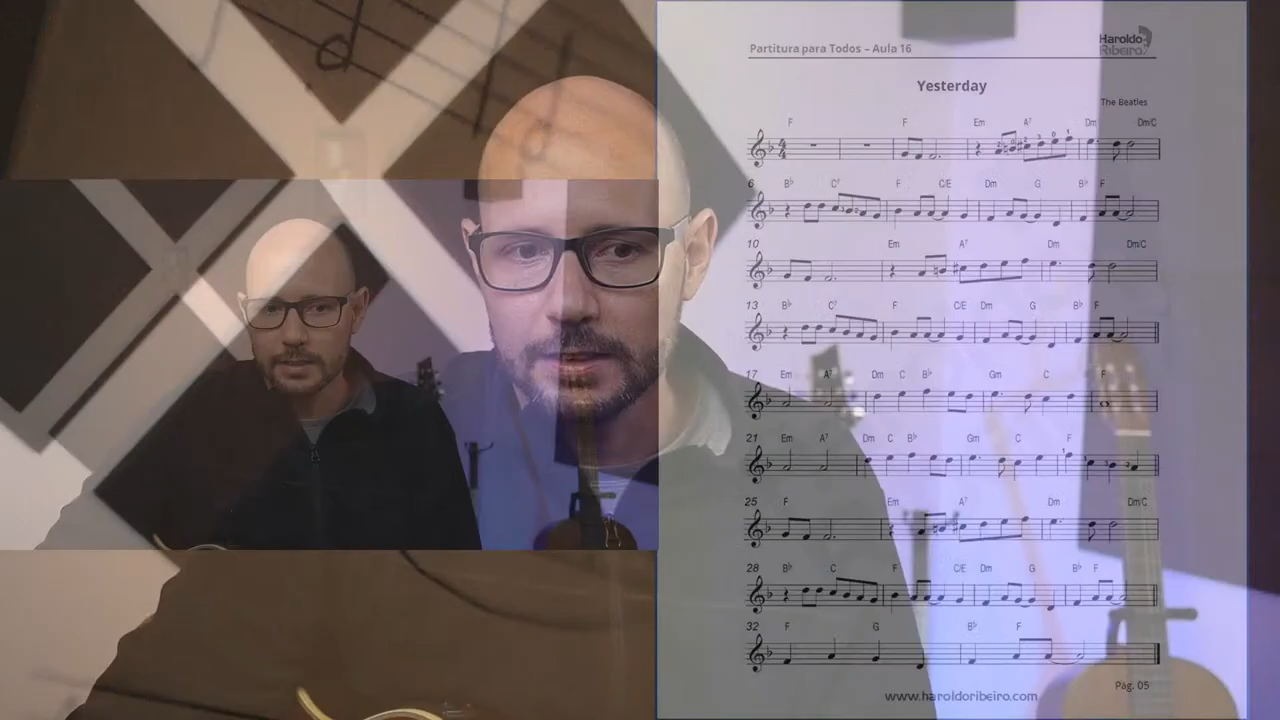 Partitura para Todos – Aula 16
Haroldo
Ribeiro
Yesterday
The Beatles
F F Em A7 Dm Dm/C
6 B♭ C7 F C/E Dm G B♭ F
10 Em A7 Dm Dm/C
13 B♭ C7 F C/E Dm G B♭ F
17 Em A7 Dm C B♭ Gm C F
21 Em A7 Dm C B♭ Gm C F
25 F Em A7 Dm Dm/C
28 B♭ C F C/E Dm G B♭ F
32 F G B♭ F
Pág. 05
www.haroldoribeiro.com